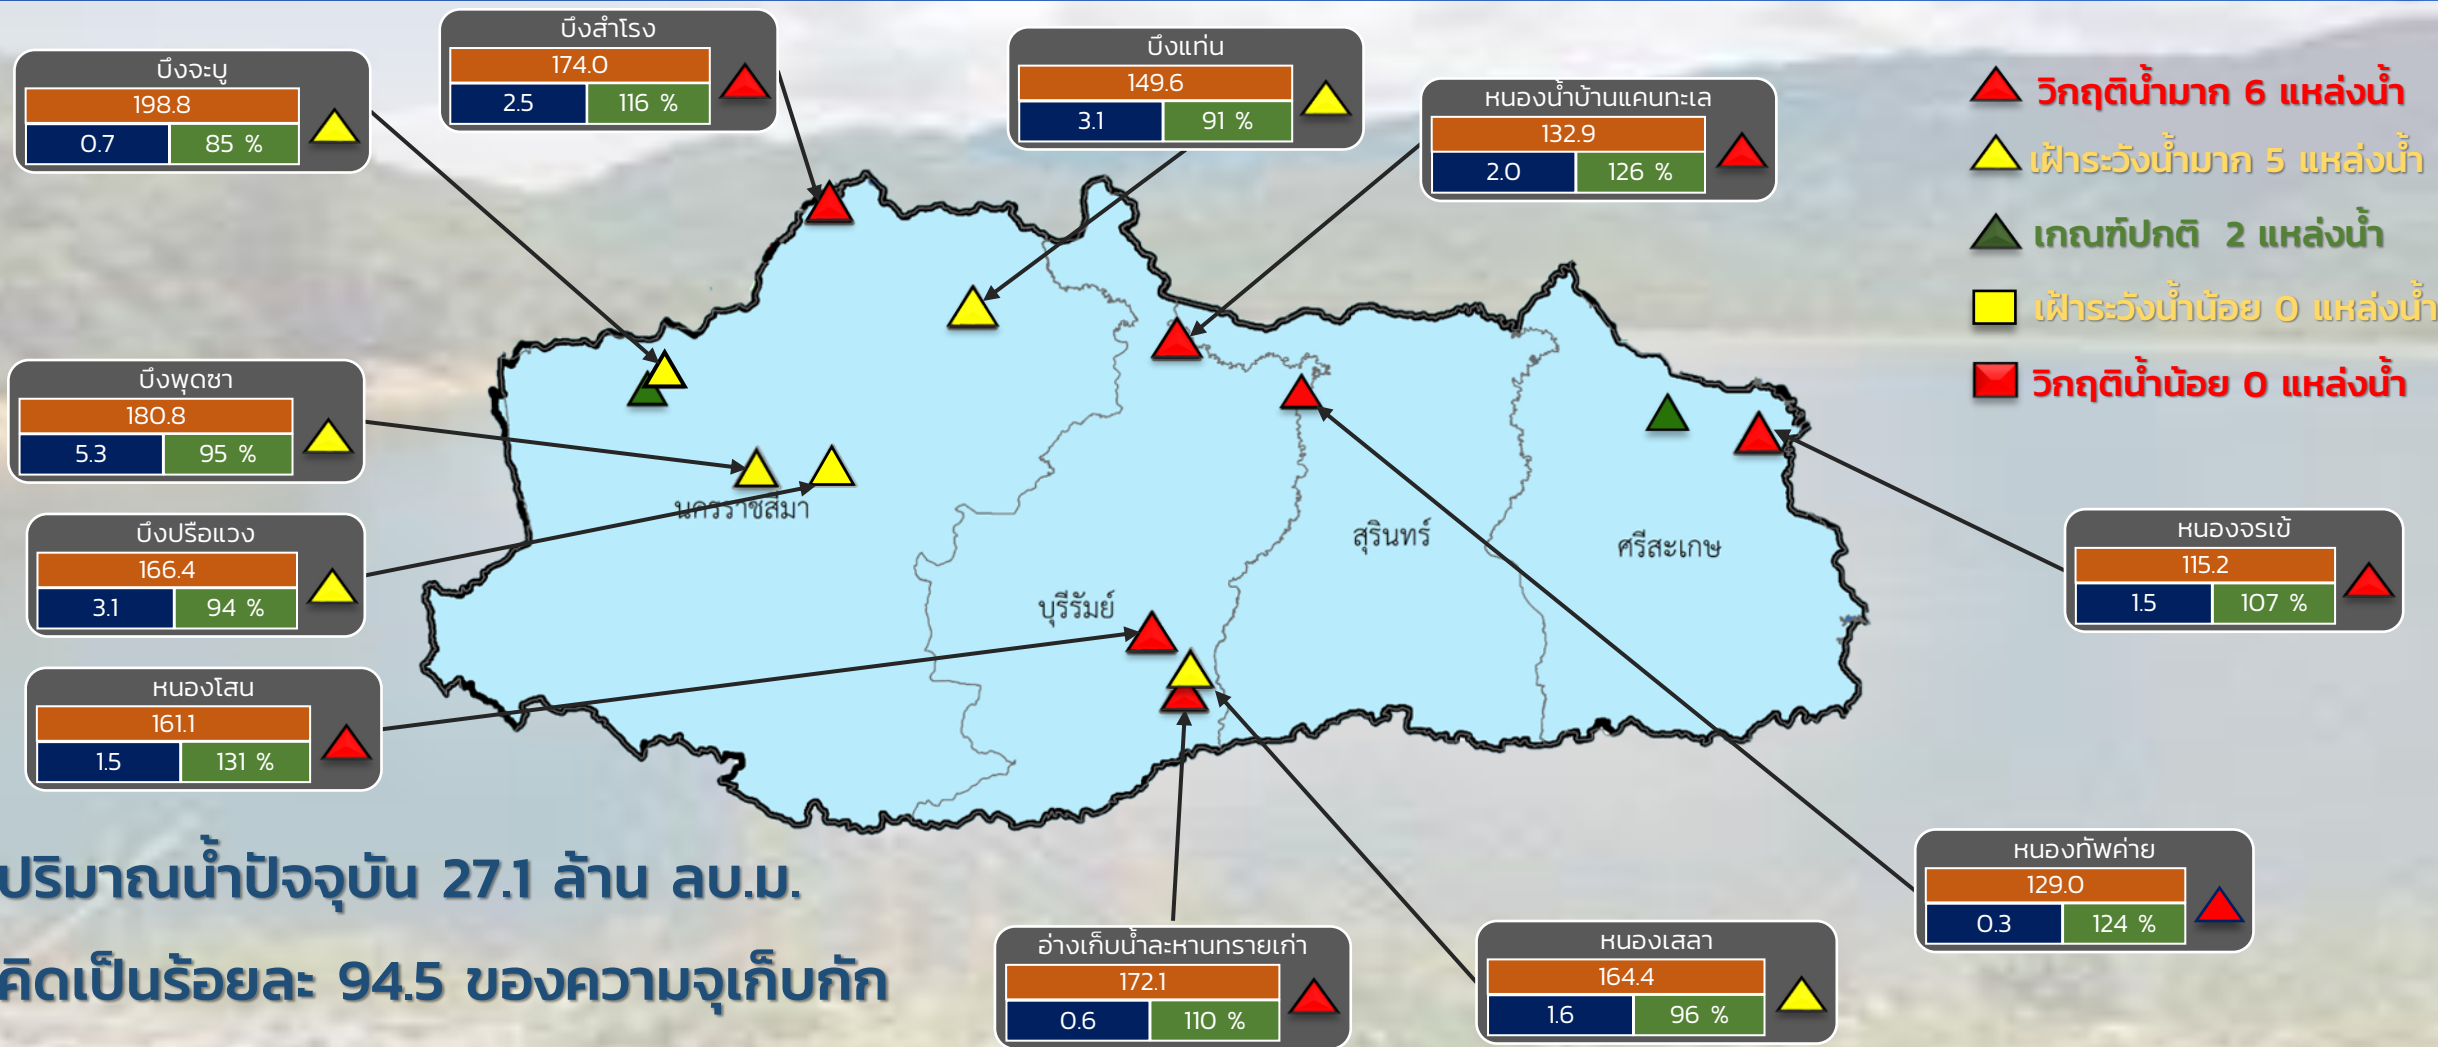 บึงจะบู
198.8
0.7 85 %
บึงสำโรง
174.0
2.5 116 %
บึงแท่น
149.6
3.1 91 %
หนองน้ำบ้านแคนทะเล
132.9
2.0 126 %
วิกฤติน้ำมาก 6 แหล่งน้ำ
เฝ้าระวังน้ำมาก 5 แหล่งน้ำ
เกณฑ์ปกติ 2 แหล่งน้ำ
เฝ้าระวังน้ำน้อย 0 แหล่งน้ำ
วิกฤติน้ำน้อย 0 แหล่งน้ำ
บึงพุดซา
180.8
5.3 95 %
บึงปรือแวง
166.4
3.1 94 %
หนองโสน
161.1
1.5 131 %
นครราชสีมา
บุรีรัมย์
สุรินทร์
ศรีสะเกษ
หนองจรเข้
115.2
1.5 107 %
หนองทัพค่าย
129.0
0.3 124 %
อ่างเก็บน้ำละหานทรายเก่า
172.1
0.6 110 %
หนองเสลา
164.4
1.6 96 %
ปริมาณน้ำปัจจุบัน 27.1 ล้าน ลบ.ม.
คิดเป็นร้อยละ 94.5 ของความจุเก็บกัก